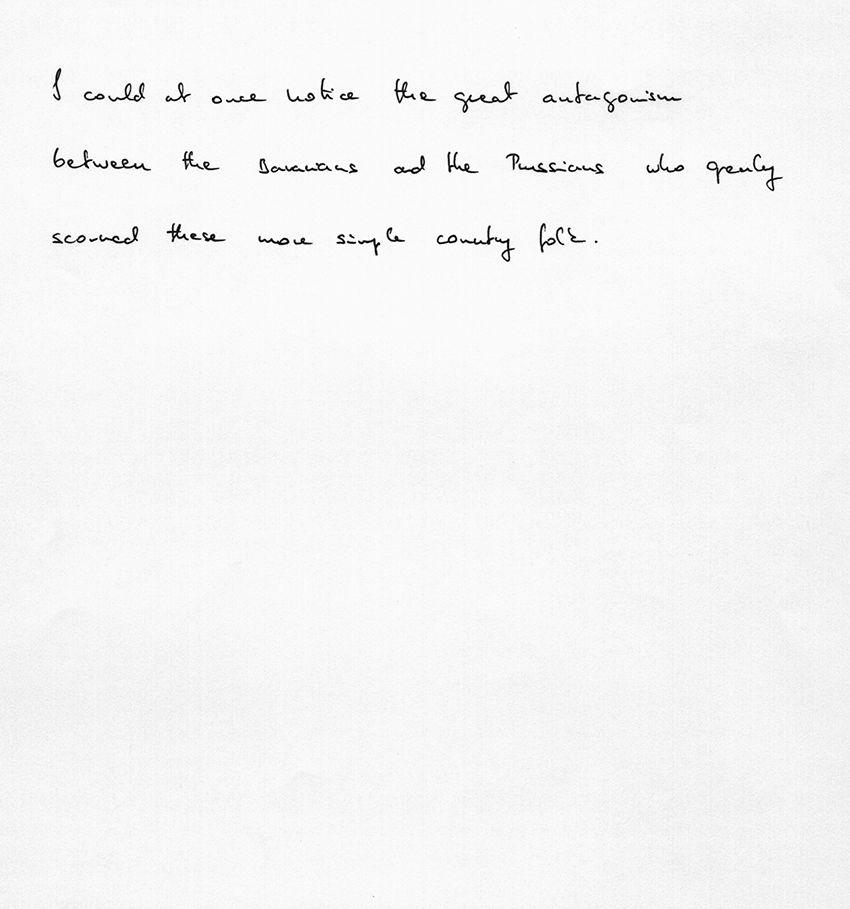 I could at once notice the great antagonism
between the Bavarians and the Prussians who openly
scorned these more simple country folk.